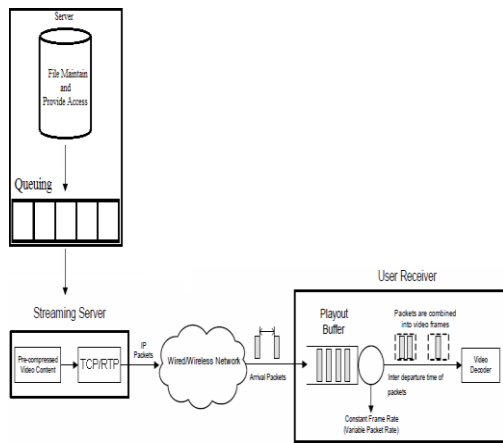 Server
File Maintain
and
Provide Access
Queuing
Streaming Server
Pre-compressed
Video Content
TCP/RTP
IP
Packets
Wired/Wireless Network
Arrival Packets
User Receiver
Playout
Buffer
Packets are combined
into video frames
Inter departure time of
packets
Video
Decoder
Constant Frame Rate
(Variable Packet Rate)